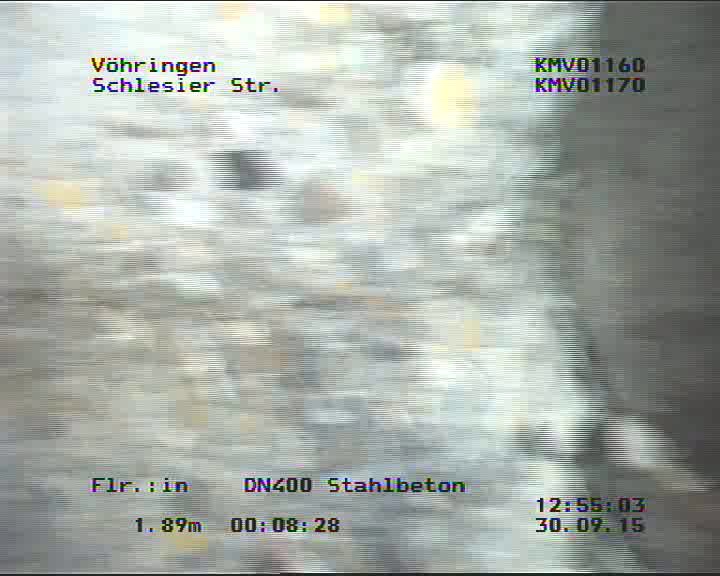 Vöhringen KMV01160
Schlesier Str. KMV01170
Flr.:in DN400 Stahlbeton
12:55:03
1.89m 00:08:28 30.09.15